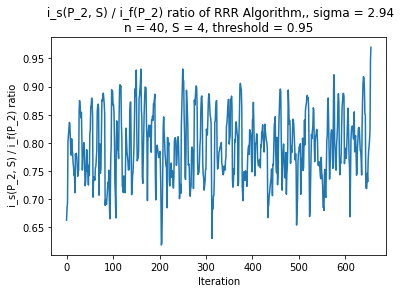 i_s(P_2, S) / i_f(P_2) ratio of RRR Algorithm,, sigma = 2.94
n = 40, S = 4, threshold = 0.95
i_s(P_2, S) / i_f(P_2) ratio
0.95
0.90
0.85
0.80
0.75
0.70
0.65
0 100 200 300 400 500 600
Iteration